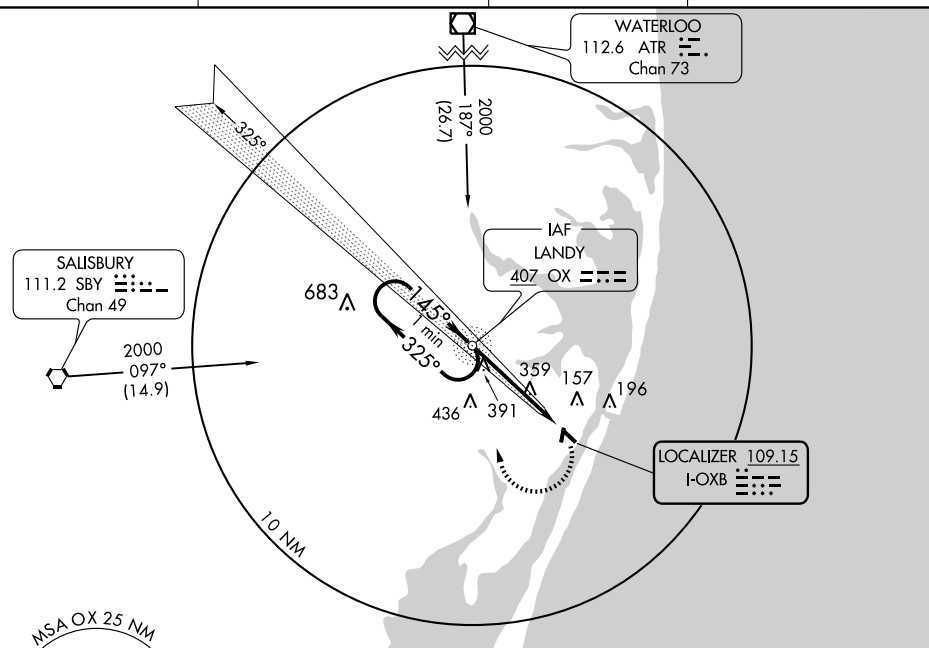 WATERLOO
112.6 ATR
Chan 73
2000
187°
(26.7)
325°
IAF
LANDY
407 OX
SALISBURY
111.2 SBY
Chan 49
683
145°
1 min
325°
2000
097°
(14.9)
359
157
196
436
391
LOCALIZER 109.15
I-OXB
10 NM
MSA OX 25 NM